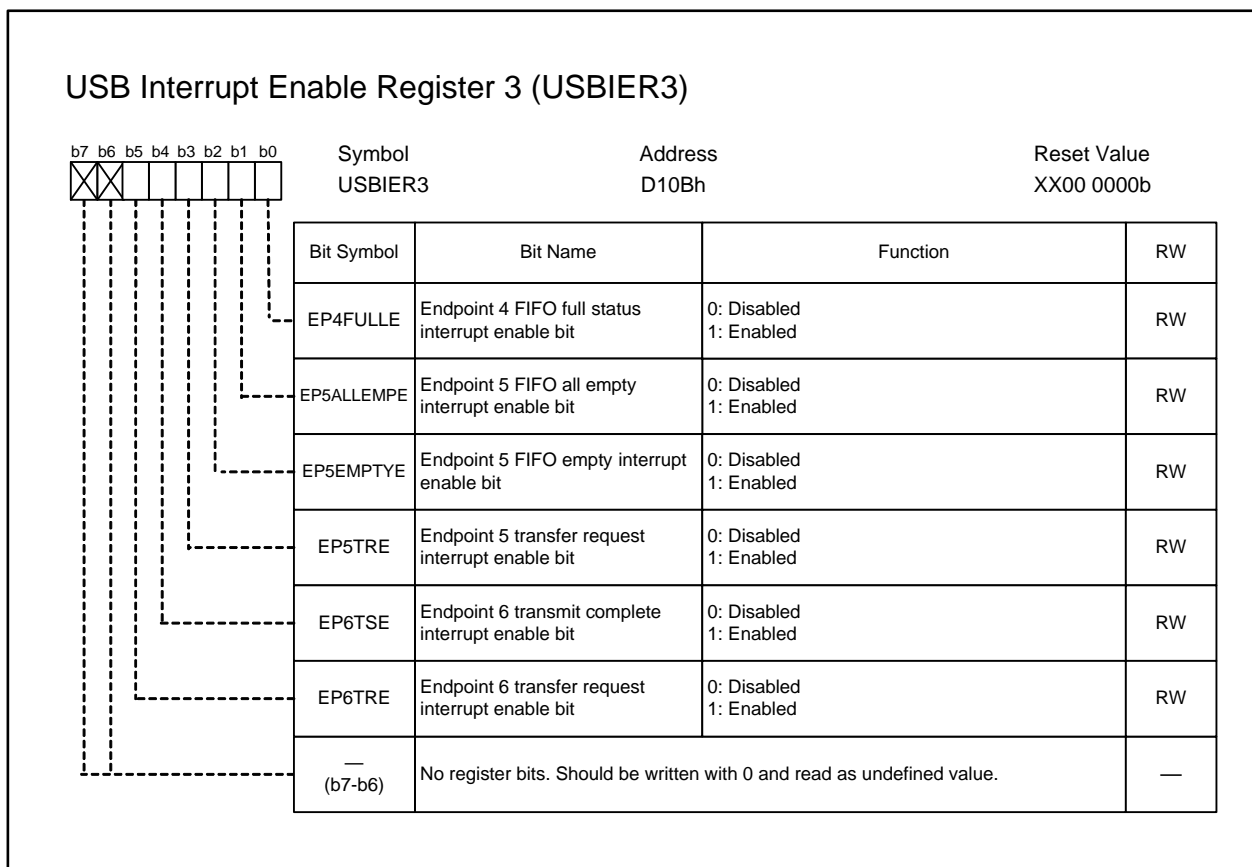 USB Interrupt Enable Register 3 (USBIER3)
b7 b6 b5 b4 b3 b2 b1 b0
Symbol Address Reset Value
USBIER3 D10Bh XX00 0000b
Bit Symbol Bit Name Function RW
EP4FULLE Endpoint 4 FIFO full status interrupt enable bit 0: Disabled 1: Enabled RW
EP5ALLEMPE Endpoint 5 FIFO all empty interrupt enable bit 0: Disabled 1: Enabled RW
EP5EMPTYE Endpoint 5 FIFO empty interrupt enable bit 0: Disabled 1: Enabled RW
EP5TRE Endpoint 5 transfer request interrupt enable bit 0: Disabled 1: Enabled RW
EP6TSE Endpoint 6 transmit complete interrupt enable bit 0: Disabled 1: Enabled RW
EP6TRE Endpoint 6 transfer request interrupt enable bit 0: Disabled 1: Enabled RW
— (b7-b6) No register bits. Should be written with 0 and read as undefined value. —